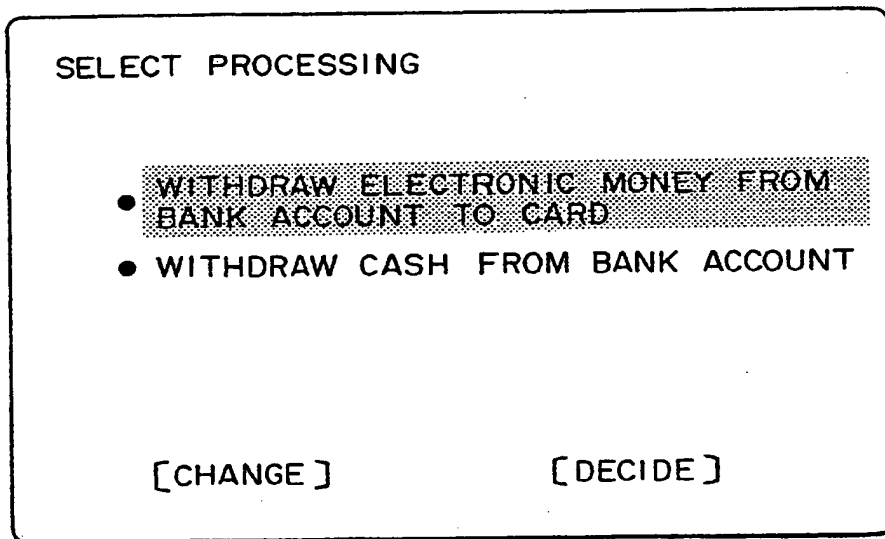 SELECT PROCESSING
● WITHDRAW ELECTRONIC MONEY FROM
BANK ACCOUNT TO CARD
● WITHDRAW CASH FROM BANK ACCOUNT
[CHANGE] [DECIDE]